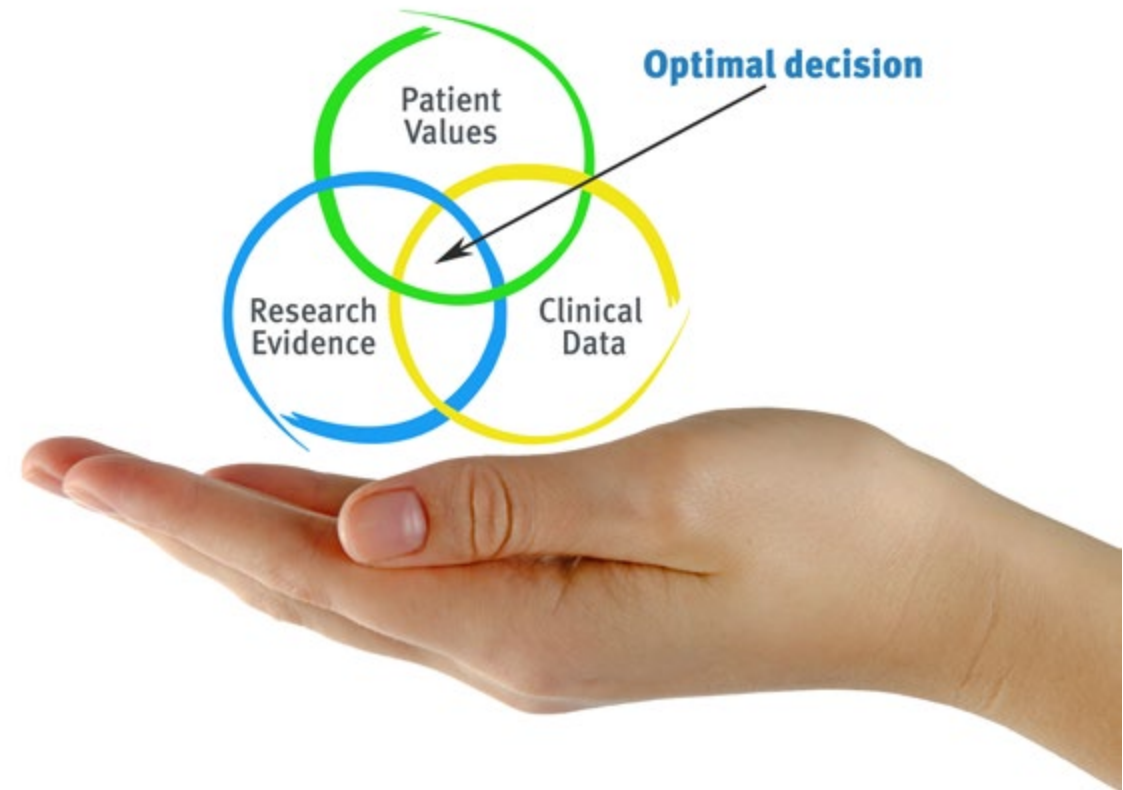 Optimal decision
Patient
Values
Research
Evidence
Clinical
Data